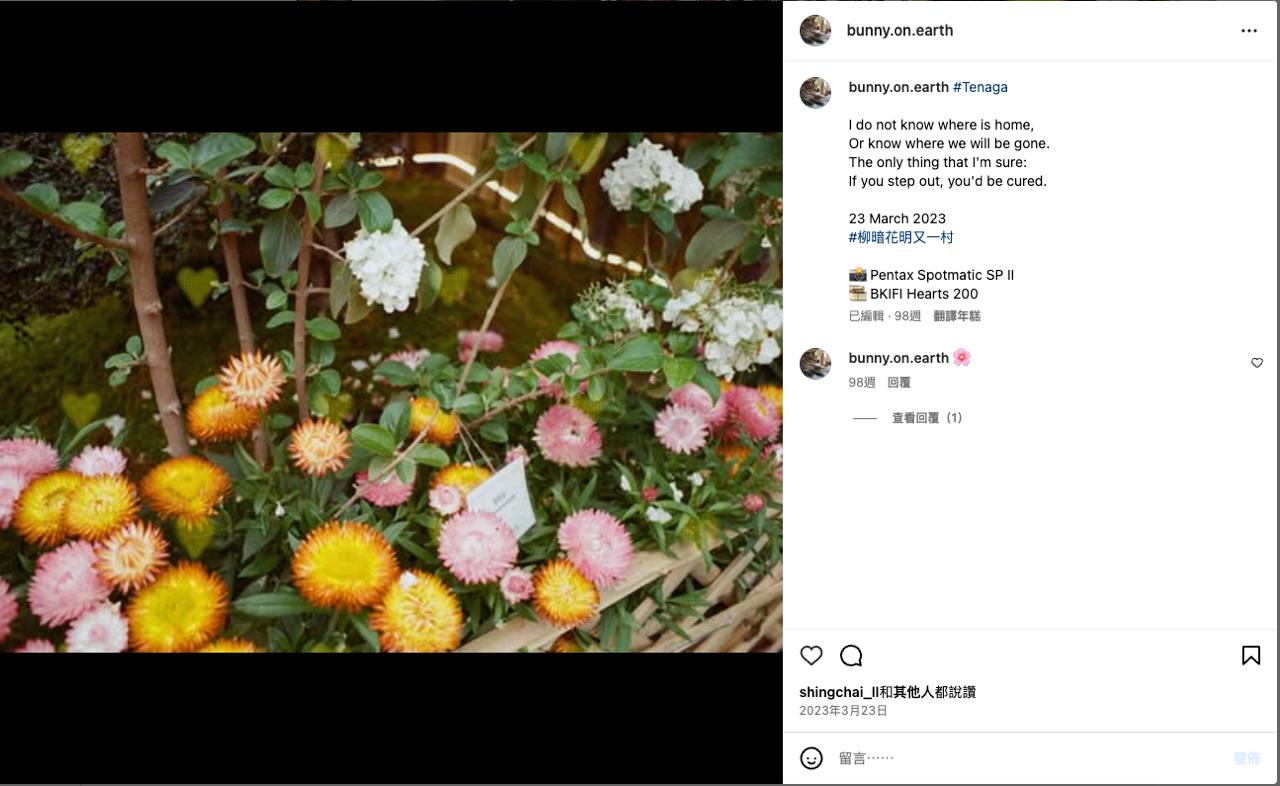 bunny.on.earth
bunny.on.earth #Tenaga
I do not know where is home,
Or know where we will be gone.
The only thing that I'm sure:
If you step out, you'd be cured.
23 March 2023
#柳暗花明又一村
📸 Pentax Spotmatic SP II
🎞️ BKIFI Hearts 200
已編輯 · 98週 翻譯年糕
bunny.on.earth 🌸
98週 回覆
查看回覆（1）
shingchai_ll和其他人都說讚
2023年3月23日
留言⋯⋯
發佈